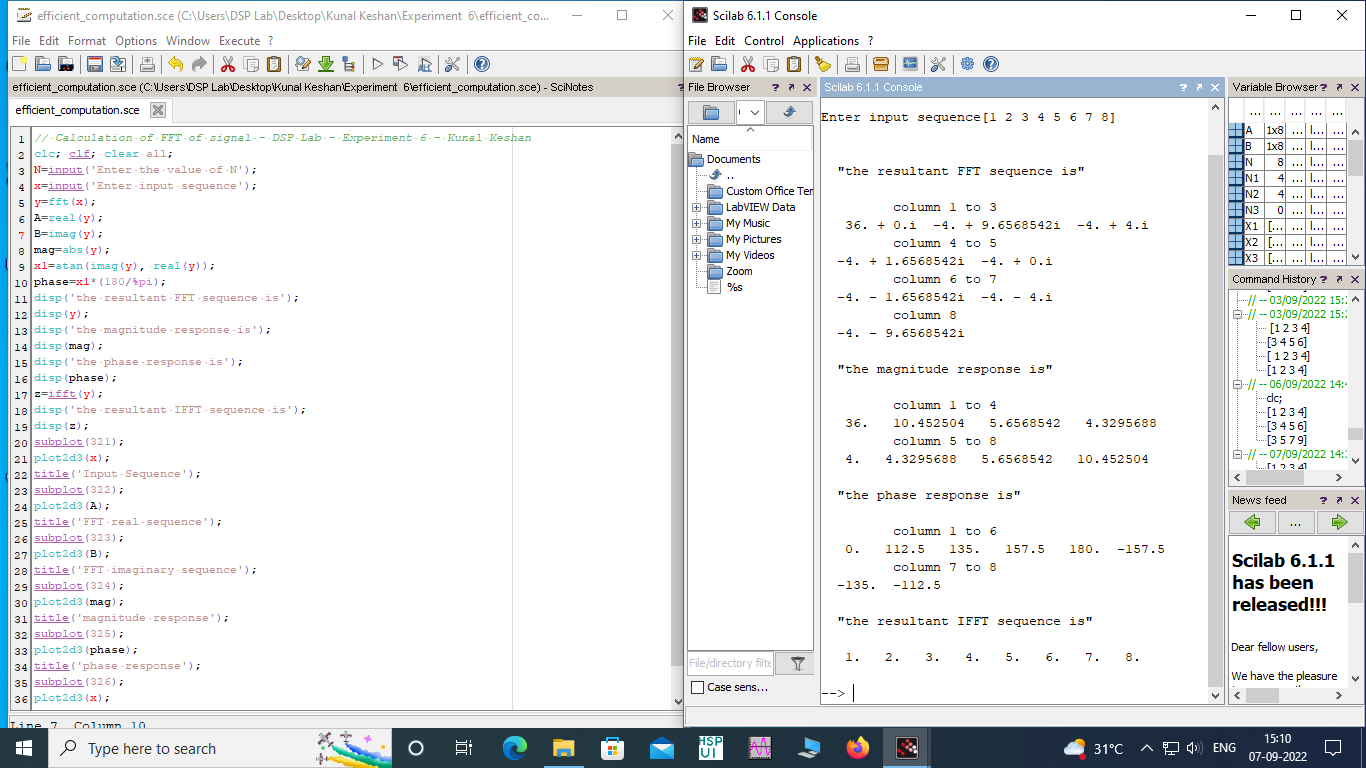 efficient_computation.sce (C:\Users\DSP Lab\Desktop\Kunal Keshan\Experiment 6\efficient_co...
File Edit Format Options Window Execute ?
efficient_computation.sce (C:\Users\DSP Lab\Desktop\Kunal Keshan\Experiment 6\efficient_computation.sce) - SciNotes ?
efficient_computation.sce
1 // Calculation of FFT of signal - DSP Lab - Experiment 6 - Kunal Keshan
2 clc; clf; clear all;
3 N=input('Enter the value of N');
4 x=input('Enter input sequence');
5 y=fft(x);
6 A=real(y);
7 B=imag(y);
8 mag=abs(y);
9 x1=atan(imag(y), real(y));
10 phase=x1*(180/%pi);
11 disp('the resultant FFT sequence is');
12 disp(y);
13 disp('the magnitude response is');
14 disp(mag);
15 disp('the phase response is');
16 disp(phase);
17 z=ifft(y);
18 disp('the resultant IFFT sequence is');
19 disp(z);
20 subplot(321);
21 plot2d3(x);
22 title('Input Sequence');
23 subplot(322);
24 plot2d3(A);
25 title('FFT real sequence');
26 subplot(323);
27 plot2d3(B);
28 title('FFT imaginary sequence');
29 subplot(324);
30 plot2d3(mag);
31 title('magnitude response');
32 subplot(325);
33 plot2d3(phase);
34 title('phase response');
35 subplot(326);
36 plot2d3(x);
Line 7, Column 10
Scilab 6.1.1 Console
File Edit Control Applications ?
File Browser ?
Name
Documents
..
Custom Office Ter
LabVIEW Data
My Music
My Pictures
My Videos
Zoom
%s
File/directory filte
Case sens...
Scilab 6.1.1 Console ?
Enter input sequence[1 2 3 4 5 6 7 8]
"the resultant FFT sequence is"
column 1 to 3
36. + 0.i -4. + 9.6568542i -4. + 4.i
column 4 to 5
-4. + 1.6568542i -4. + 0.i
column 6 to 7
-4. - 1.6568542i -4. - 4.i
column 8
-4. - 9.6568542i
"the magnitude response is"
column 1 to 4
36. 10.452504 5.6568542 4.3295688
column 5 to 8
4. 4.3295688 5.6568542 10.452504
"the phase response is"
column 1 to 6
0. 112.5 135. 157.5 180. -157.5
column 7 to 8
-135. -112.5
"the resultant IFFT sequence is"
1. 2. 3. 4. 5. 6. 7. 8.
-->
Variable Browser ?
... ... ... ...
A 1x8 ... I... ...
B 1x8 ... I... ...
N 8 ... I... ...
N1 4 ... I... ...
N2 4 ... I... ...
N3 0 ... I... ...
X1 [... ... I... ...
X2 [... ... I... ...
X3 [... ... I... ...
Command History ?
// -- 03/09/2022 15:
// -- 03/09/2022 15:
[1 2 3 4]
[3 4 5 6]
[ 1 2 3 4]
[1 2 3 4]
// -- 06/09/2022 14:
clc;
[1 2 3 4]
[3 4 5 6]
[3 5 7 9]
// -- 07/09/2022 14:
[1 2 3 4]
News feed ?
...
Scilab 6.1.1
has been
released!!!
Dear fellow users,
We have the pleasure
Type here to search
HSP
UI
31°C
ENG
15:10
07-09-2022